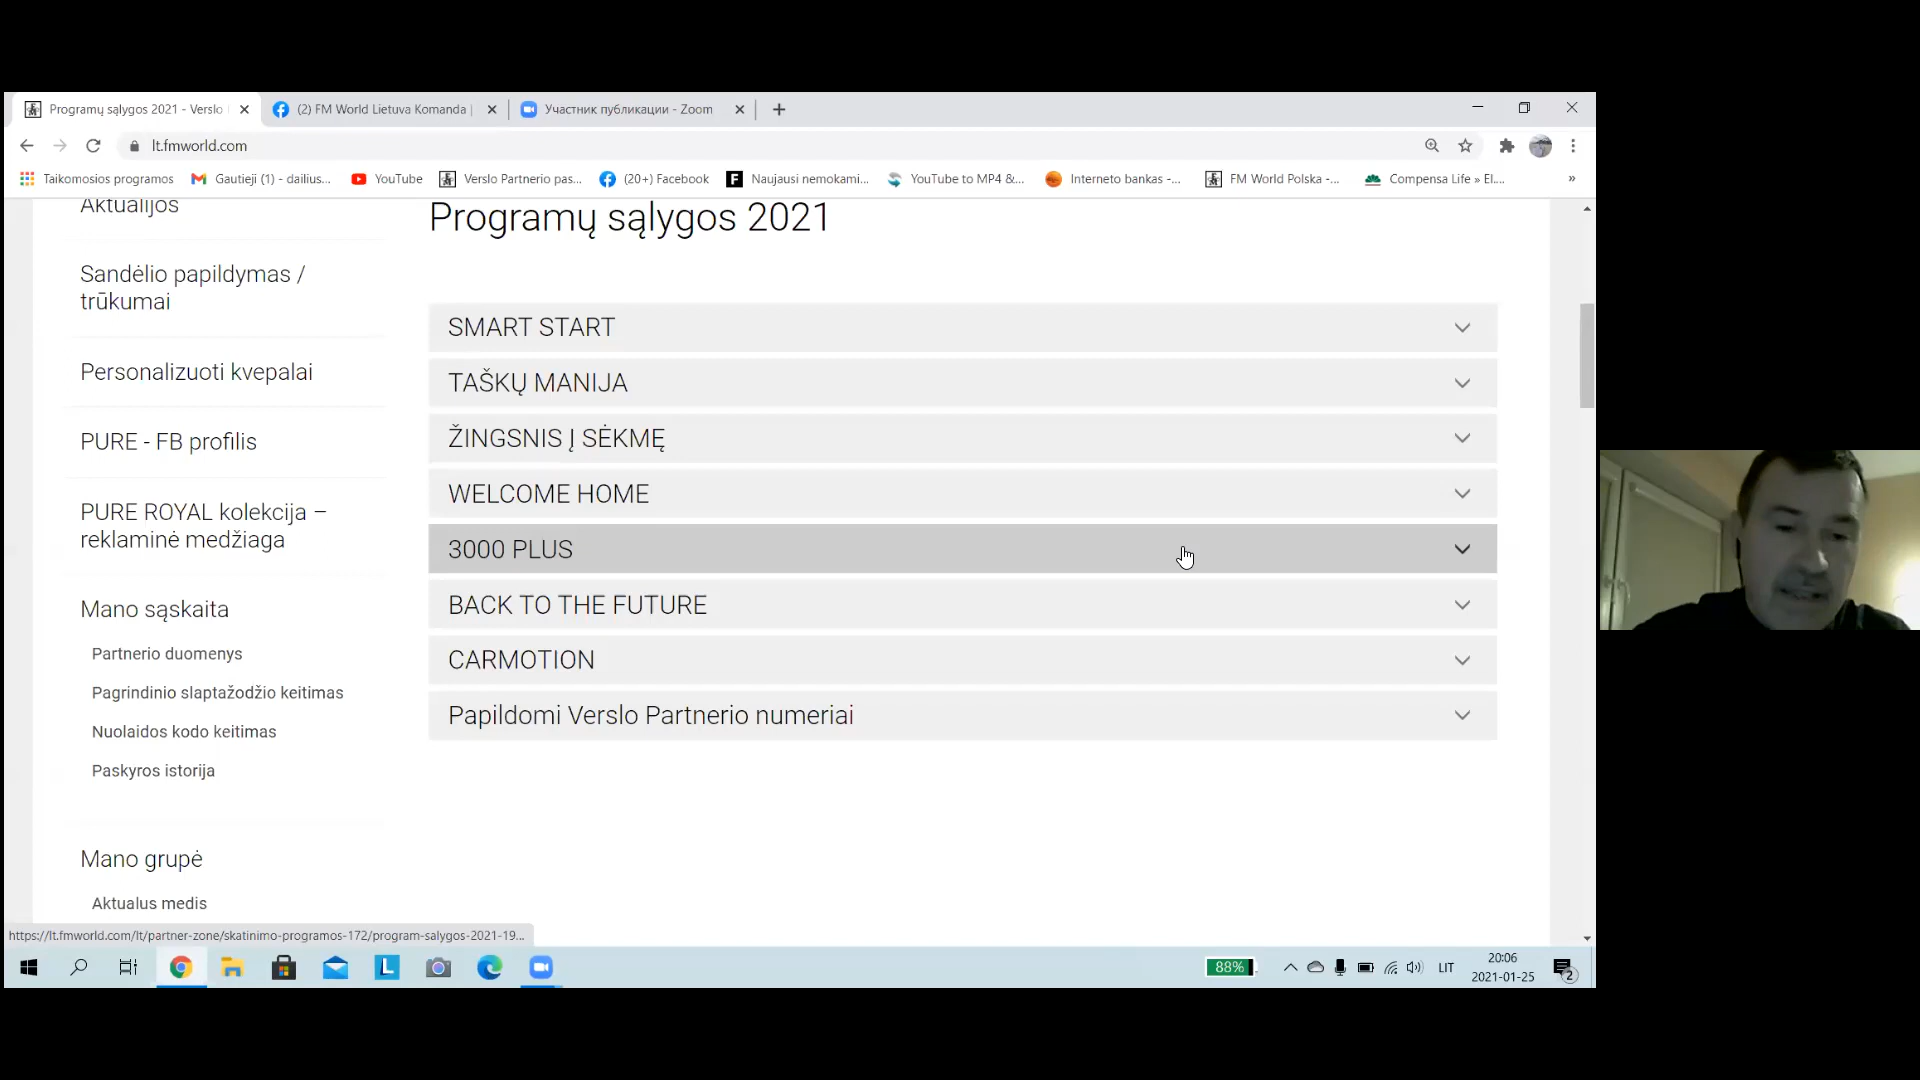 Programų sąlygos 2021 - Verslo
(2) FM World Lietuva Komanda |
Участник публикации - Zoom
lt.fmworld.com
Taikomosios programos
Gautieji (1) - dailius...
YouTube
Verslo Partnerio pas...
(20+) Facebook
Naujausi nemokami...
YouTube to MP4 &...
Interneto bankas -...
FM World Polska -...
Compensa Life » El....
»
Aktualijos
Sandėlio papildymas /
trūkumai
Personalizuoti kvepalai
PURE - FB profilis
PURE ROYAL kolekcija –
reklaminė medžiaga
Mano sąskaita
Partnerio duomenys
Pagrindinio slaptažodžio keitimas
Nuolaidos kodo keitimas
Paskyros istorija
Mano grupė
Aktualus medis
Programų sąlygos 2021
SMART START
TAŠKŲ MANIJA
ŽINGSNIS Į SĖKMĘ
WELCOME HOME
3000 PLUS
BACK TO THE FUTURE
CARMOTION
Papildomi Verslo Partnerio numeriai
https://lt.fmworld.com/lt/partner-zone/skatinimo-programos-172/program-salygos-2021-19...
88%
LIT
20:06
2021-01-25
2